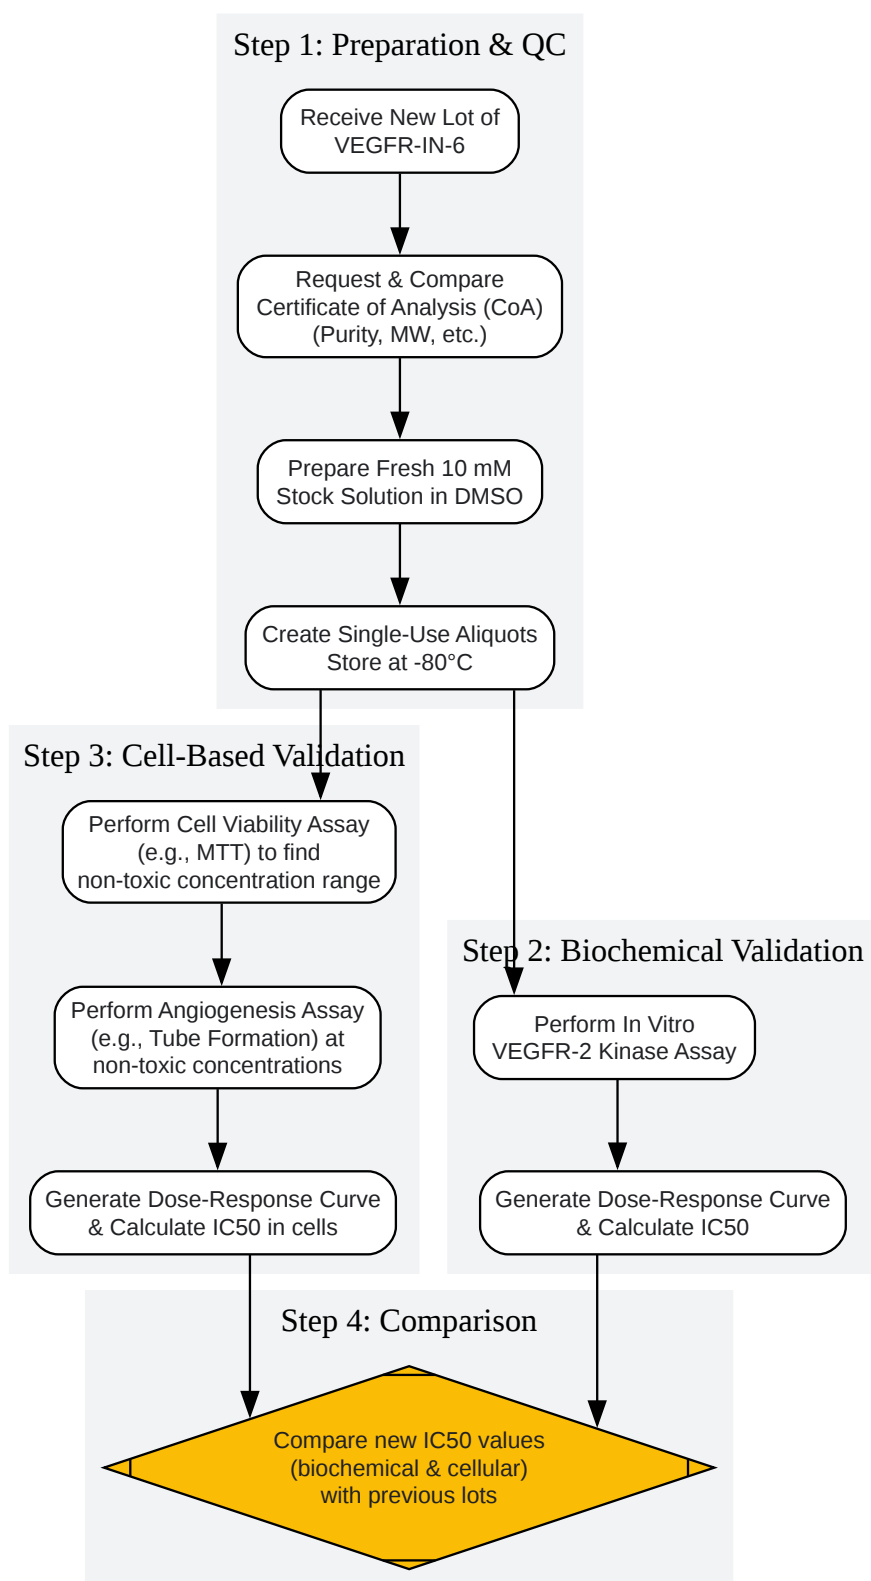 Step 1: Preparation & QC
Receive New Lot of
VEGFR-IN-6
Request & Compare
Certificate of Analysis (CoA)
(Purity, MW, etc.)
Prepare Fresh 10 mM
Stock Solution in DMSO
Create Single-Use Aliquots
Store at -80°C
Step 3: Cell-Based Validation
Perform Cell Viability Assay
(e.g., MTT) to find
non-toxic concentration range
Perform Angiogenesis Assay
(e.g., Tube Formation) at
non-toxic concentrations
Generate Dose-Response Curve
& Calculate IC50 in cells
Step 2: Biochemical Validation
Perform In Vitro
VEGFR-2 Kinase Assay
Generate Dose-Response Curve
& Calculate IC50
Step 4: Comparison
Compare new IC50 values
(biochemical & cellular)
with previous lots